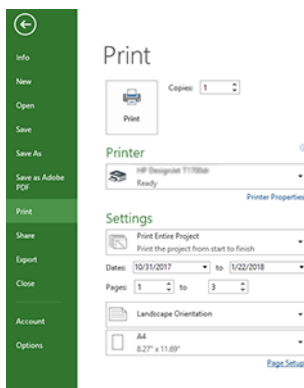 Info
New
Open
Save
Save As
Save as Adobe
PDF
Print
Share
Export
Close
Account
Options
Print
Copies: 1
Print
Printer
Ready
Printer Properties
Settings
Print Entire Project
Print the project from start to finish
Dates: 10/31/2017 to 1/22/2018
Pages: 1 to 3
Landscape Orientation
A4
8.27" x 11.69"
Page Setup